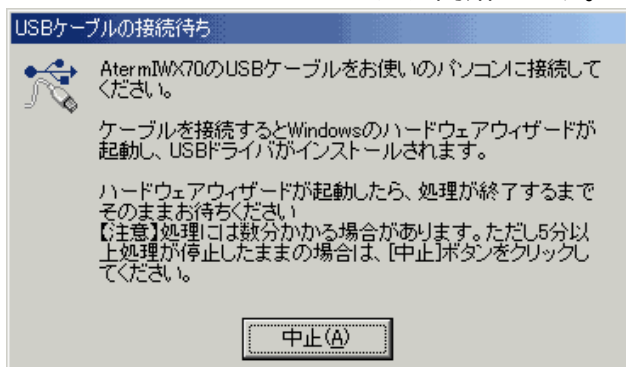 USBケーブルの接続待ち
AtermIWX70のUSBケーブルをお使いのパソコンに接続して
ください。
ケーブルを接続するとWindowsのハードウェアウィザードが
起動し、USBドライバがインストールされます。
ハードウェアウィザードが起動したら、処理が終了するまで
そのままお待ちください
【注意】処理には数分かかる場合があります。ただし5分以
上処理が停止したままの場合は、[中止]ボタンをクリックし
てください。
中止(A)